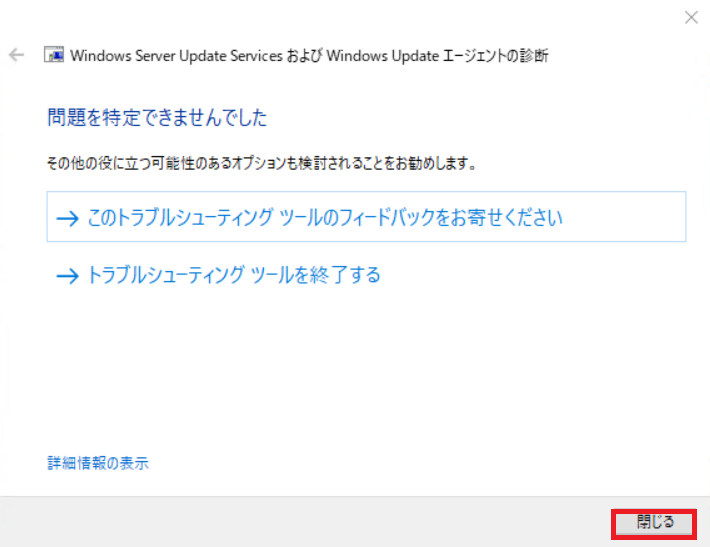 Windows Server Update Services および Windows Update エージェントの診断
問題を特定できませんでした
その他の役に立つ可能性のあるオプションも検討されることをお勧めします。
→ このトラブルシューティング ツールのフィードバックをお寄せください
→ トラブルシューティング ツールを終了する
詳細情報の表示
閉じる